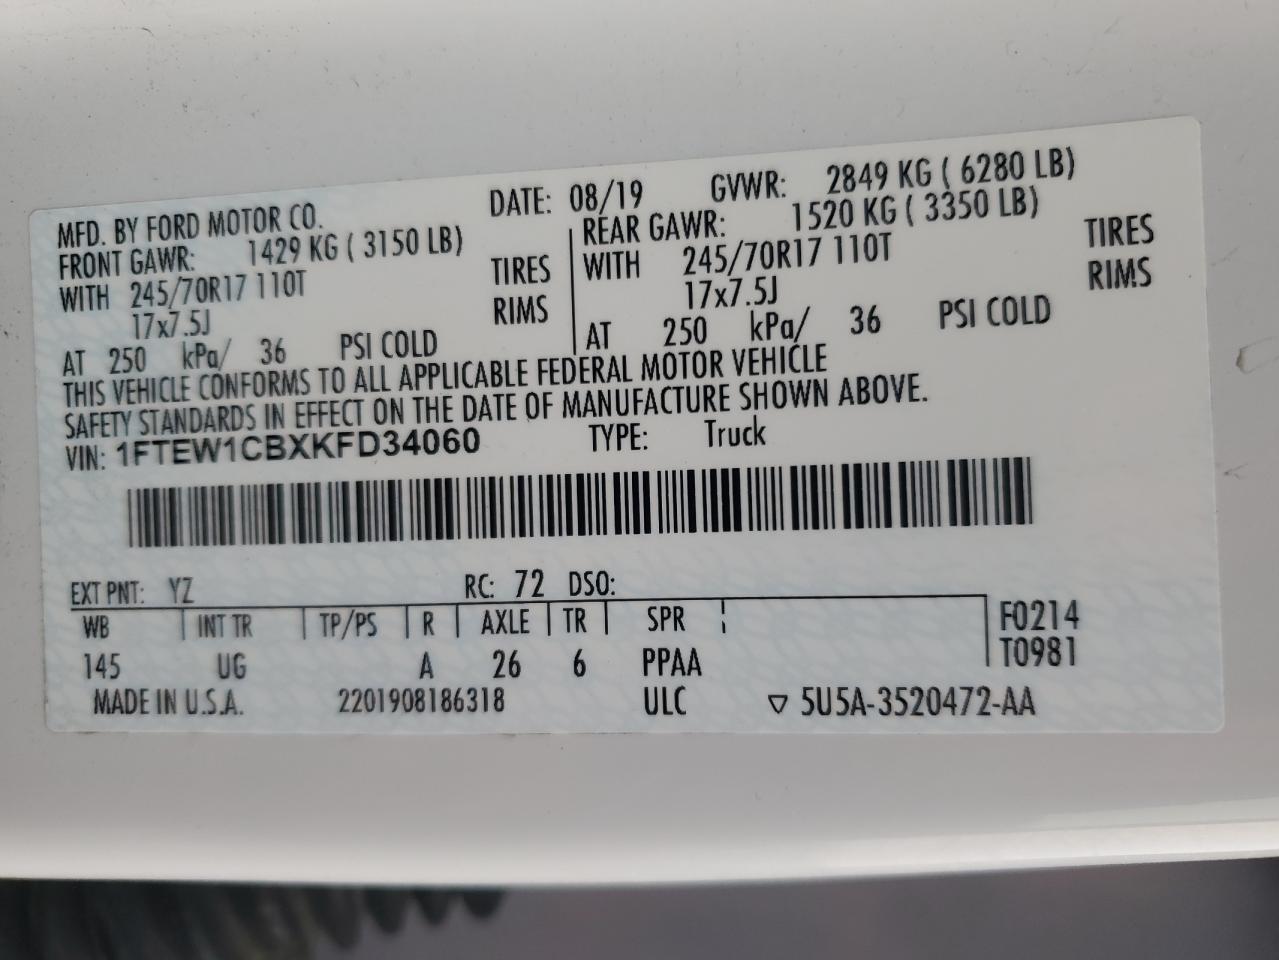 MFD. BY FORD MOTOR CO. DATE: 08/19 GVWR: 2849 KG ( 6280 LB)
FRONT GAWR: 1429 KG ( 3150 LB) REAR GAWR: 1520 KG ( 3350 LB)
WITH 245/70R17 110T TIRES WITH 245/70R17 110T TIRES
17x7.5J RIMS 17x7.5J RIMS
AT 250 kPa/ 36 PSI COLD AT 250 kPa/ 36 PSI COLD
THIS VEHICLE CONFORMS TO ALL APPLICABLE FEDERAL MOTOR VEHICLE
SAFETY STANDARDS IN EFFECT ON THE DATE OF MANUFACTURE SHOWN ABOVE.
VIN: 1FTEW1CBXKFD34060 TYPE: Truck
EXT PNT: YZ RC: 72 DSO:
WB INT TR TP/PS R AXLE TR SPR F0214
145 UG A 26 6 PPAA T0981
MADE IN U.S.A. 2201908186318 ULC ▽ 5U5A-3520472-AA